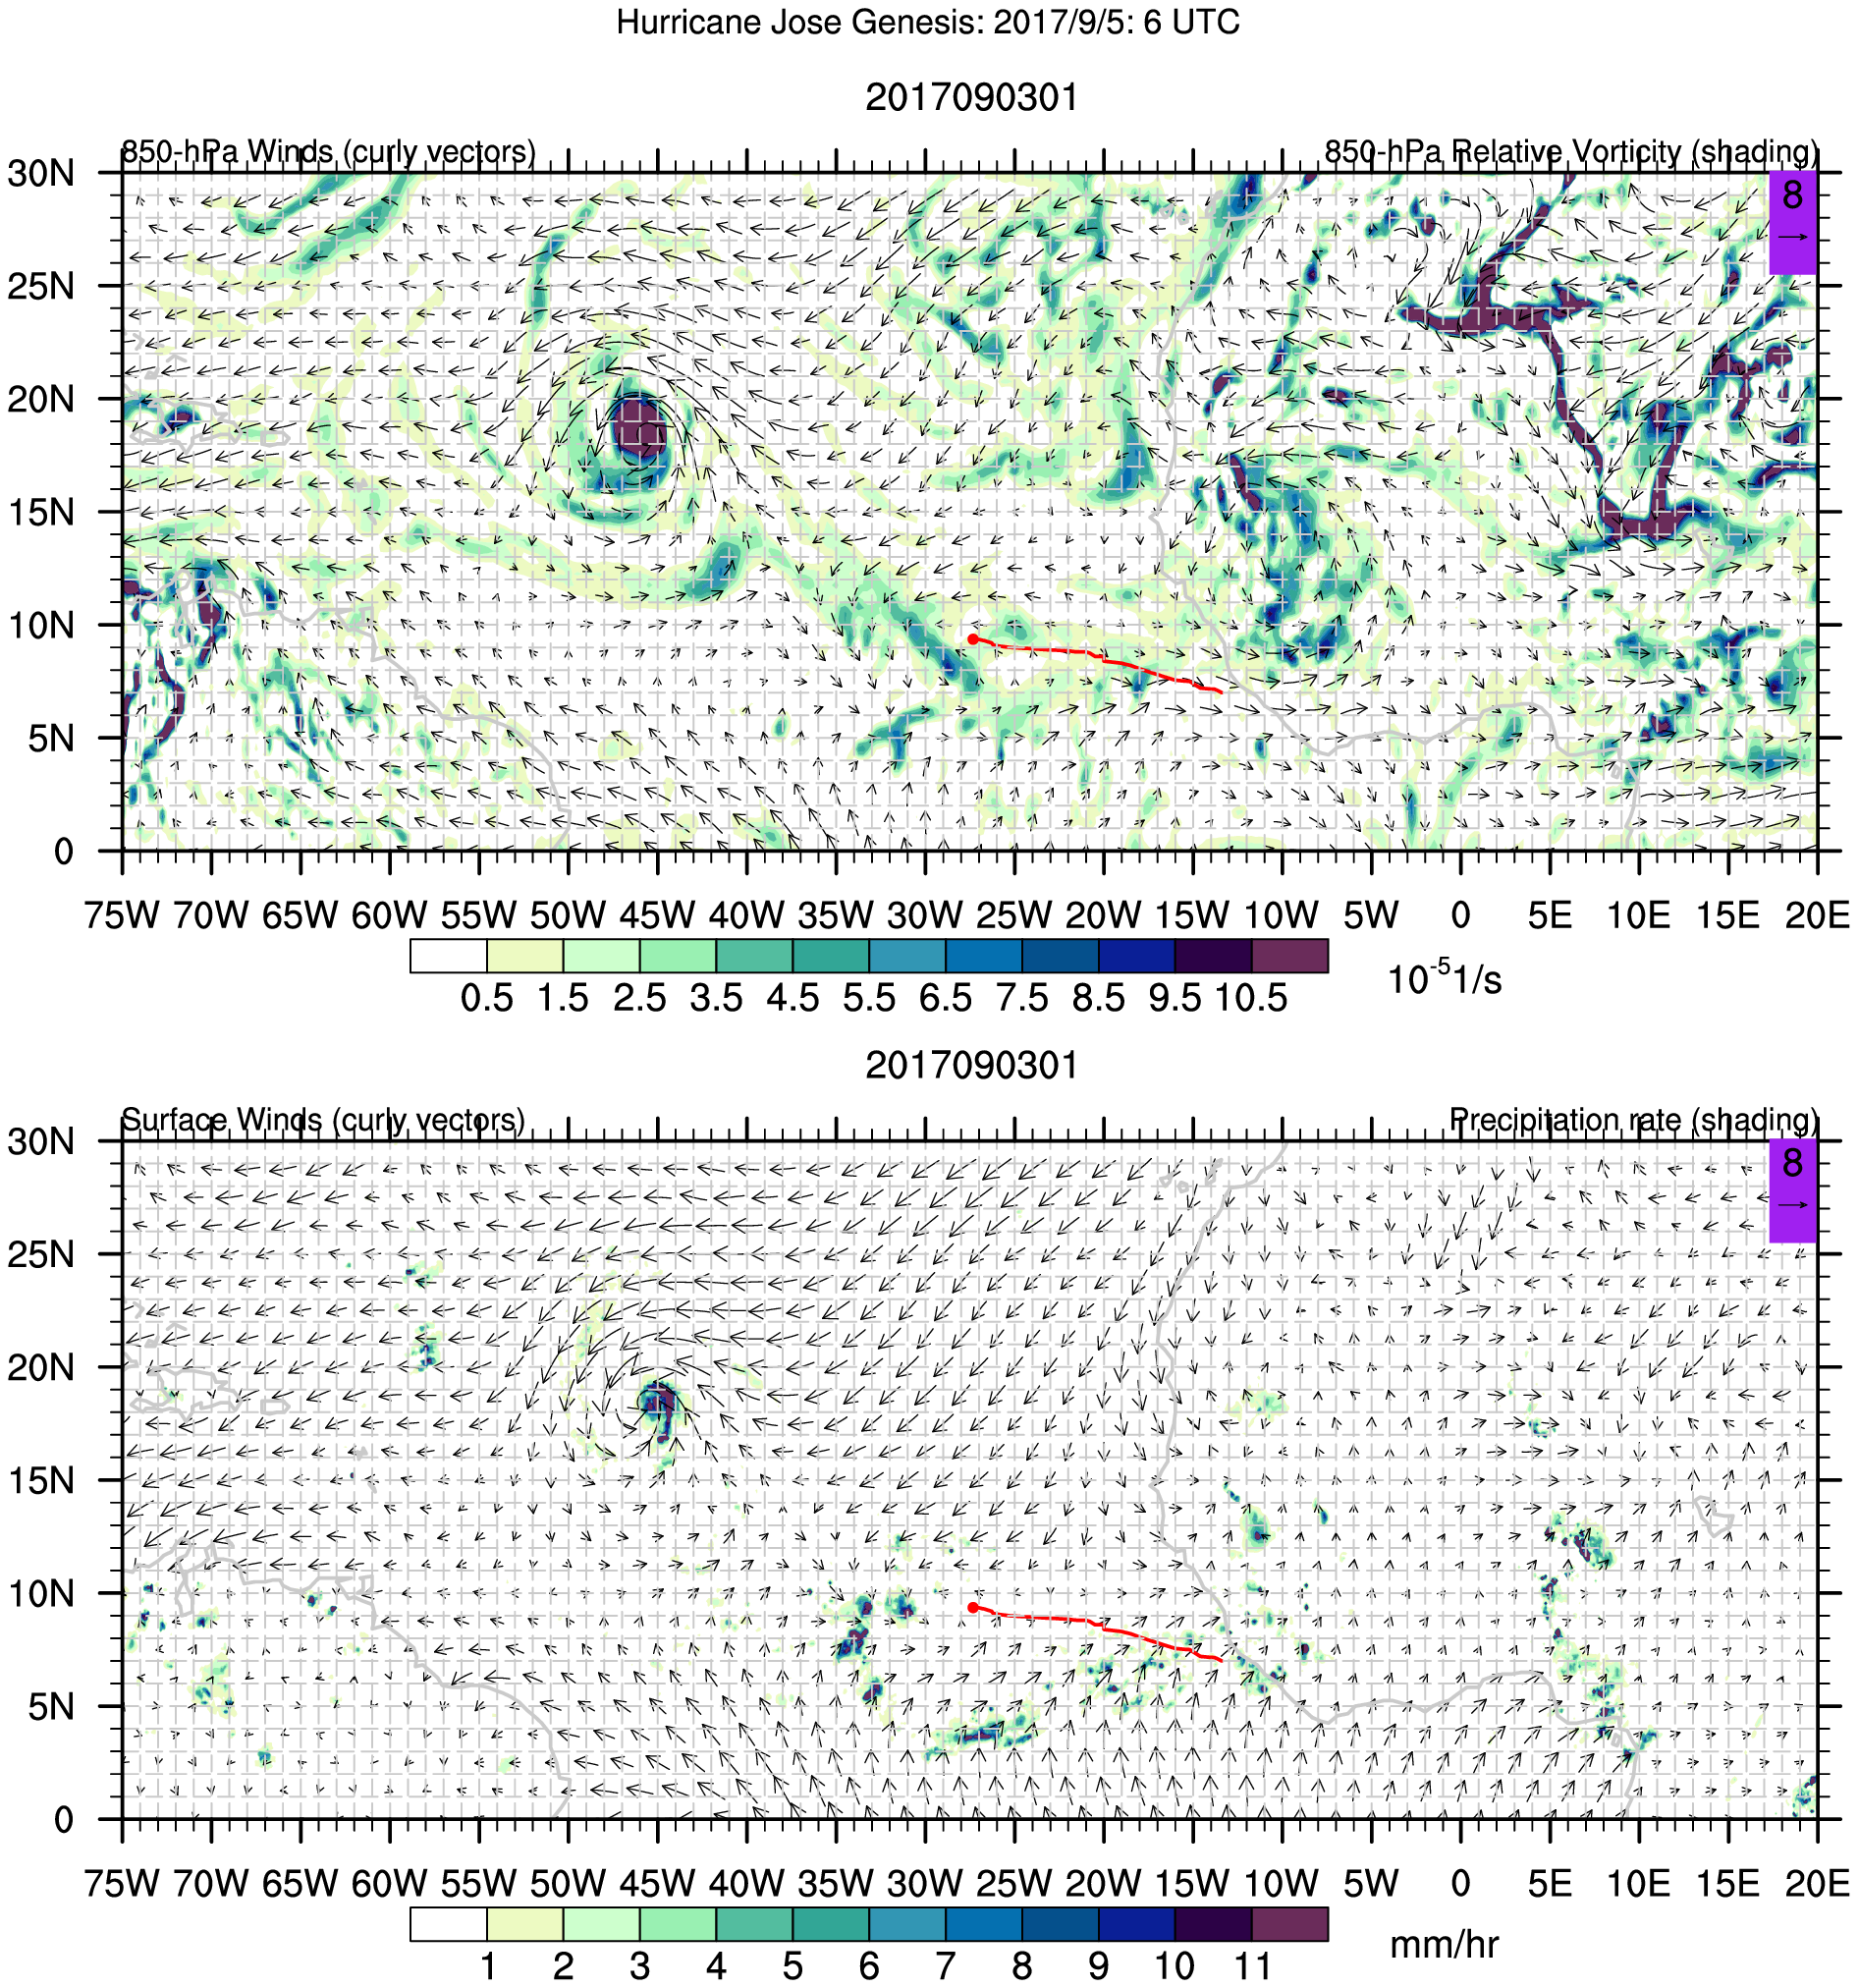 Hurricane Jose Genesis: 2017/9/5: 6 UTC
2017090301
850-hPa Winds (curly vectors) 850-hPa Relative Vorticity (shading)
30N
25N
20N
15N
10N
5N
0
8
75W 70W 65W 60W 55W 50W 45W 40W 35W 30W 25W 20W 15W 10W 5W 0 5E 10E 15E 20E
0.5 1.5 2.5 3.5 4.5 5.5 6.5 7.5 8.5 9.5 10.5
10⁻⁵1/s
2017090301
Surface Winds (curly vectors) Precipitation rate (shading)
30N
25N
20N
15N
10N
5N
0
8
75W 70W 65W 60W 55W 50W 45W 40W 35W 30W 25W 20W 15W 10W 5W 0 5E 10E 15E 20E
1 2 3 4 5 6 7 8 9 10 11
mm/hr